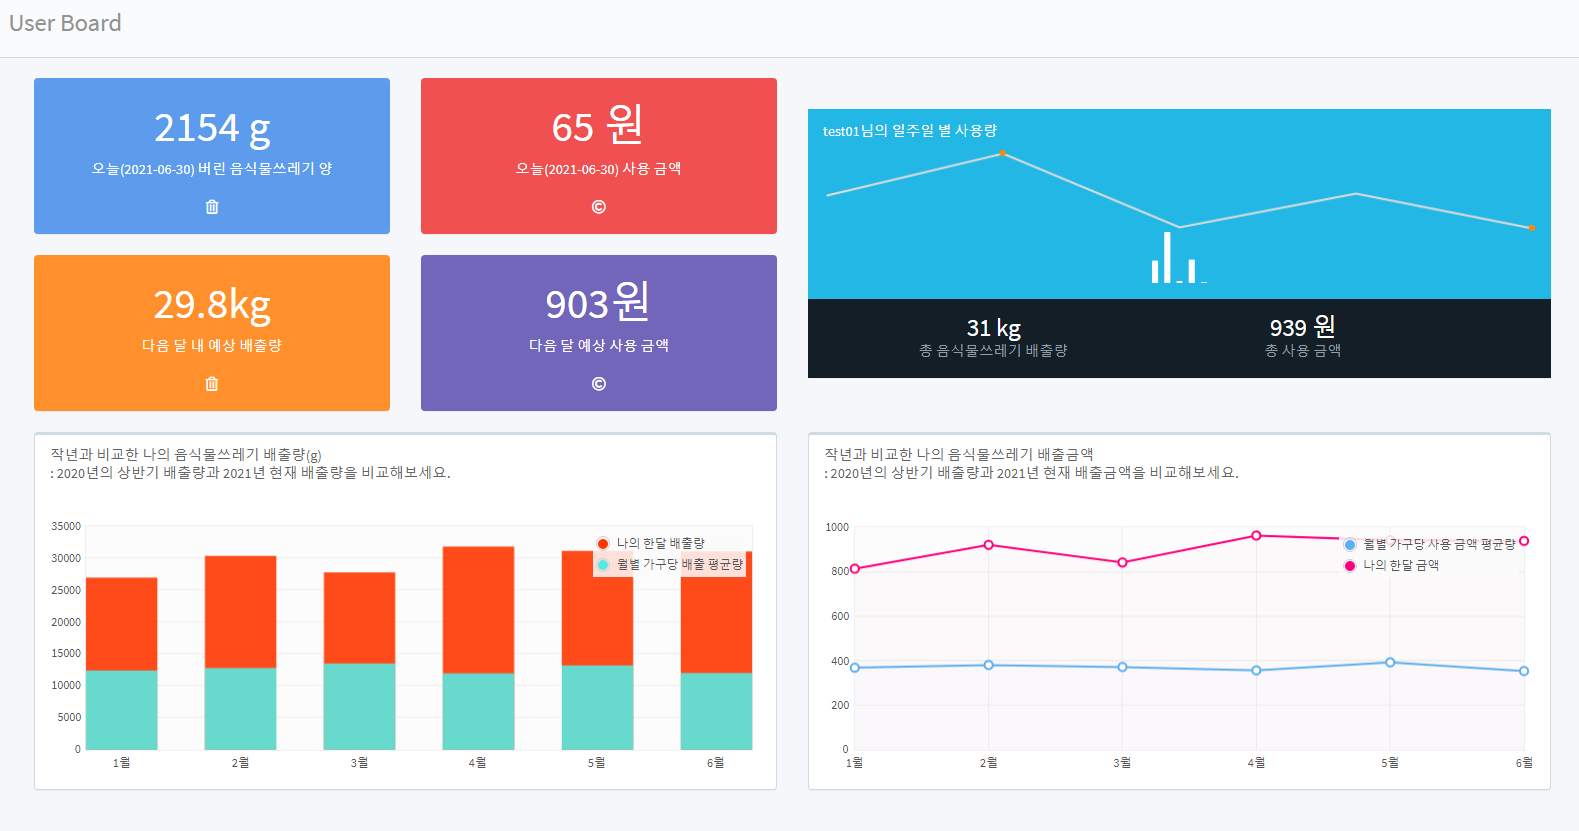 User Board
2154 g
오늘(2021-06-30) 버린 음식물쓰레기 양
65 원
오늘(2021-06-30) 사용 금액
29.8kg
다음 달 내 예상 배출량
903원
다음 달 예상 사용 금액
test01님의 일주일 별 사용량
31 kg
총 음식물쓰레기 배출량
939 원
총 사용 금액
작년과 비교한 나의 음식물쓰레기 배출량(g)
: 2020년의 상반기 배출량과 2021년 현재 배출량을 비교해보세요.
나의 한달 배출량
월별 가구당 배출 평균량
35000
30000
25000
20000
15000
10000
5000
0
1월 2월 3월 4월 5월 6월
작년과 비교한 나의 음식물쓰레기 배출금액
: 2020년의 상반기 배출량과 2021년 현재 배출금액을 비교해보세요.
월별 가구당 사용 금액 평균량
나의 한달 금액
1000
800
600
400
200
0
1월 2월 3월 4월 5월 6월